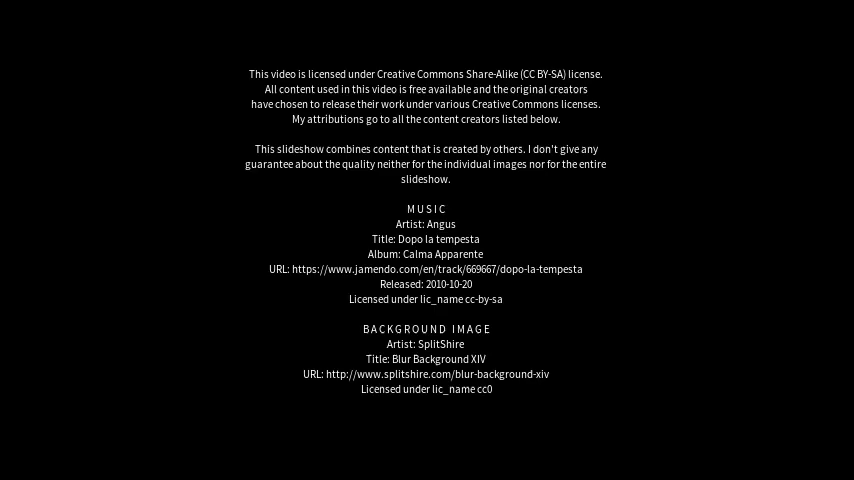 This video is licensed under Creative Commons Share-Alike (CC BY-SA) license.
All content used in this video is free available and the original creators
have chosen to release their work under various Creative Commons licenses.
My attributions go to all the content creators listed below.
This slideshow combines content that is created by others. I don't give any
guarantee about the quality neither for the individual images nor for the entire
slideshow.
MUSIC
Artist: Angus
Title: Dopo la tempesta
Album: Calma Apparente
URL: https://www.jamendo.com/en/track/669667/dopo-la-tempesta
Released: 2010-10-20
Licensed under lic_name cc-by-sa
BACKGROUND IMAGE
Artist: SplitShire
Title: Blur Background XIV
URL: http://www.splitshire.com/blur-background-xiv
Licensed under lic_name cc0